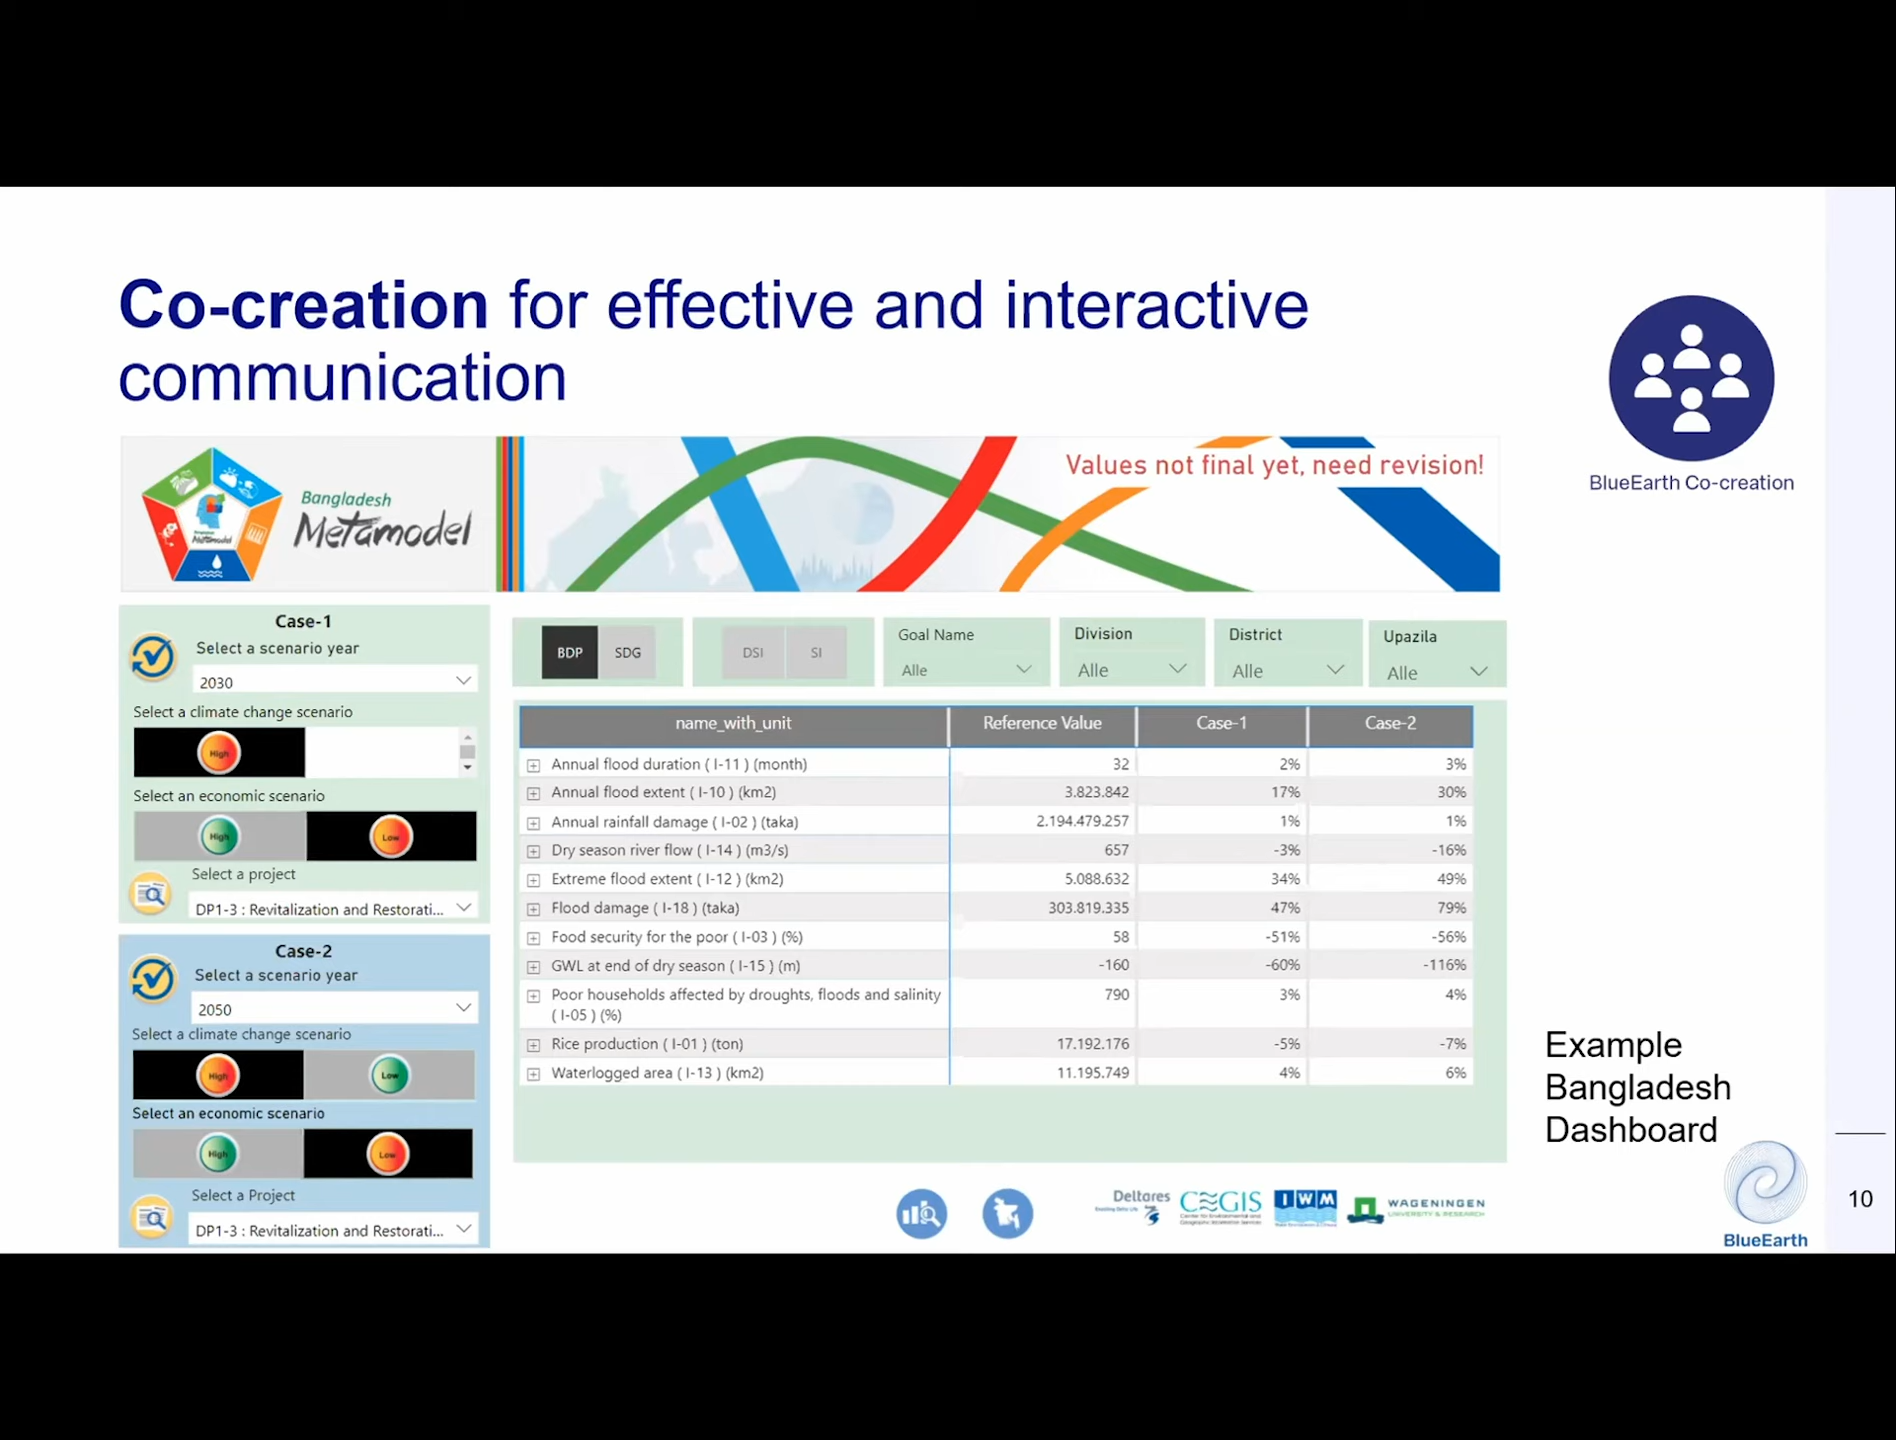 Co-creation for effective and interactive
communication
BlueEarth Co-creation
Bangladesh
Metamodel
Values not final yet, need revision!
Case-1
Select a scenario year
2030
Select a climate change scenario
High
Select an economic scenario
High Low
Select a project
DP1-3 : Revitalization and Restorati...
Case-2
Select a scenario year
2050
Select a climate change scenario
High Low
Select an economic scenario
High Low
Select a Project
DP1-3 : Revitalization and Restorati...
BDP SDG DSI SI
Goal Name Division District Upazila
Alle Alle Alle Alle
name_with_unit Reference Value Case-1 Case-2
Annual flood duration ( I-11 ) (month) 32 2% 3%
Annual flood extent ( I-10 ) (km2) 3.823.842 17% 30%
Annual rainfall damage ( I-02 ) (taka) 2.194.479.257 1% 1%
Dry season river flow ( I-14 ) (m3/s) 657 -3% -16%
Extreme flood extent ( I-12 ) (km2) 5.088.632 34% 49%
Flood damage ( I-18 ) (taka) 303.819.335 47% 79%
Food security for the poor ( I-03 ) (%) 58 -51% -56%
GWL at end of dry season ( I-15 ) (m) -160 -60% -116%
Poor households affected by droughts, floods and salinity 790 3% 4%
( I-05 ) (%)
Rice production ( I-01 ) (ton) 17.192.176 -5% -7%
Waterlogged area ( I-13 ) (km2) 11.195.749 4% 6%
Example
Bangladesh
Dashboard
Deltares
CEGIS
IWM
WAGENINGEN
UNIVERSITY & RESEARCH
BlueEarth
10